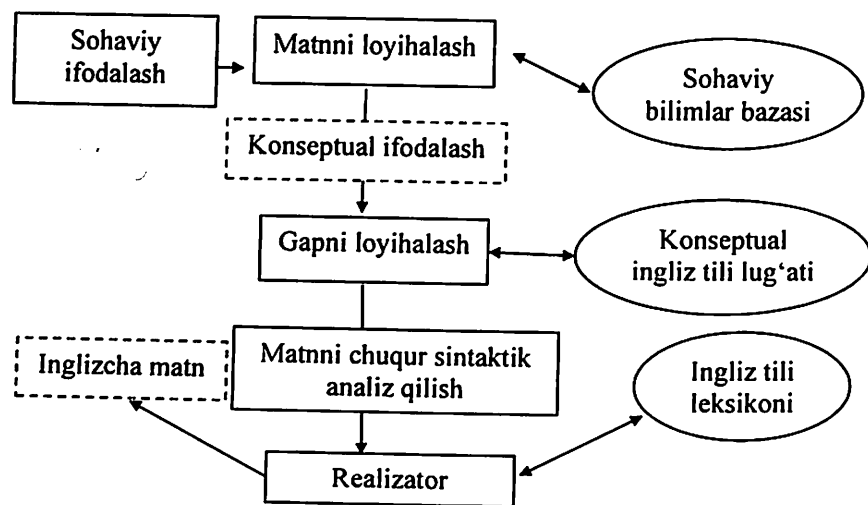 Sohaviy
ifodalash
Matnni loyihalash
Sohaviy
bilimlar bazasi
Konseptual ifodalash
Gapni loyihalash
Konseptual
ingliz tili lug‘ati
Inglizcha matn
Matnni chuqur sintaktik
analiz qilish
Ingliz tili
leksikoni
Realizator